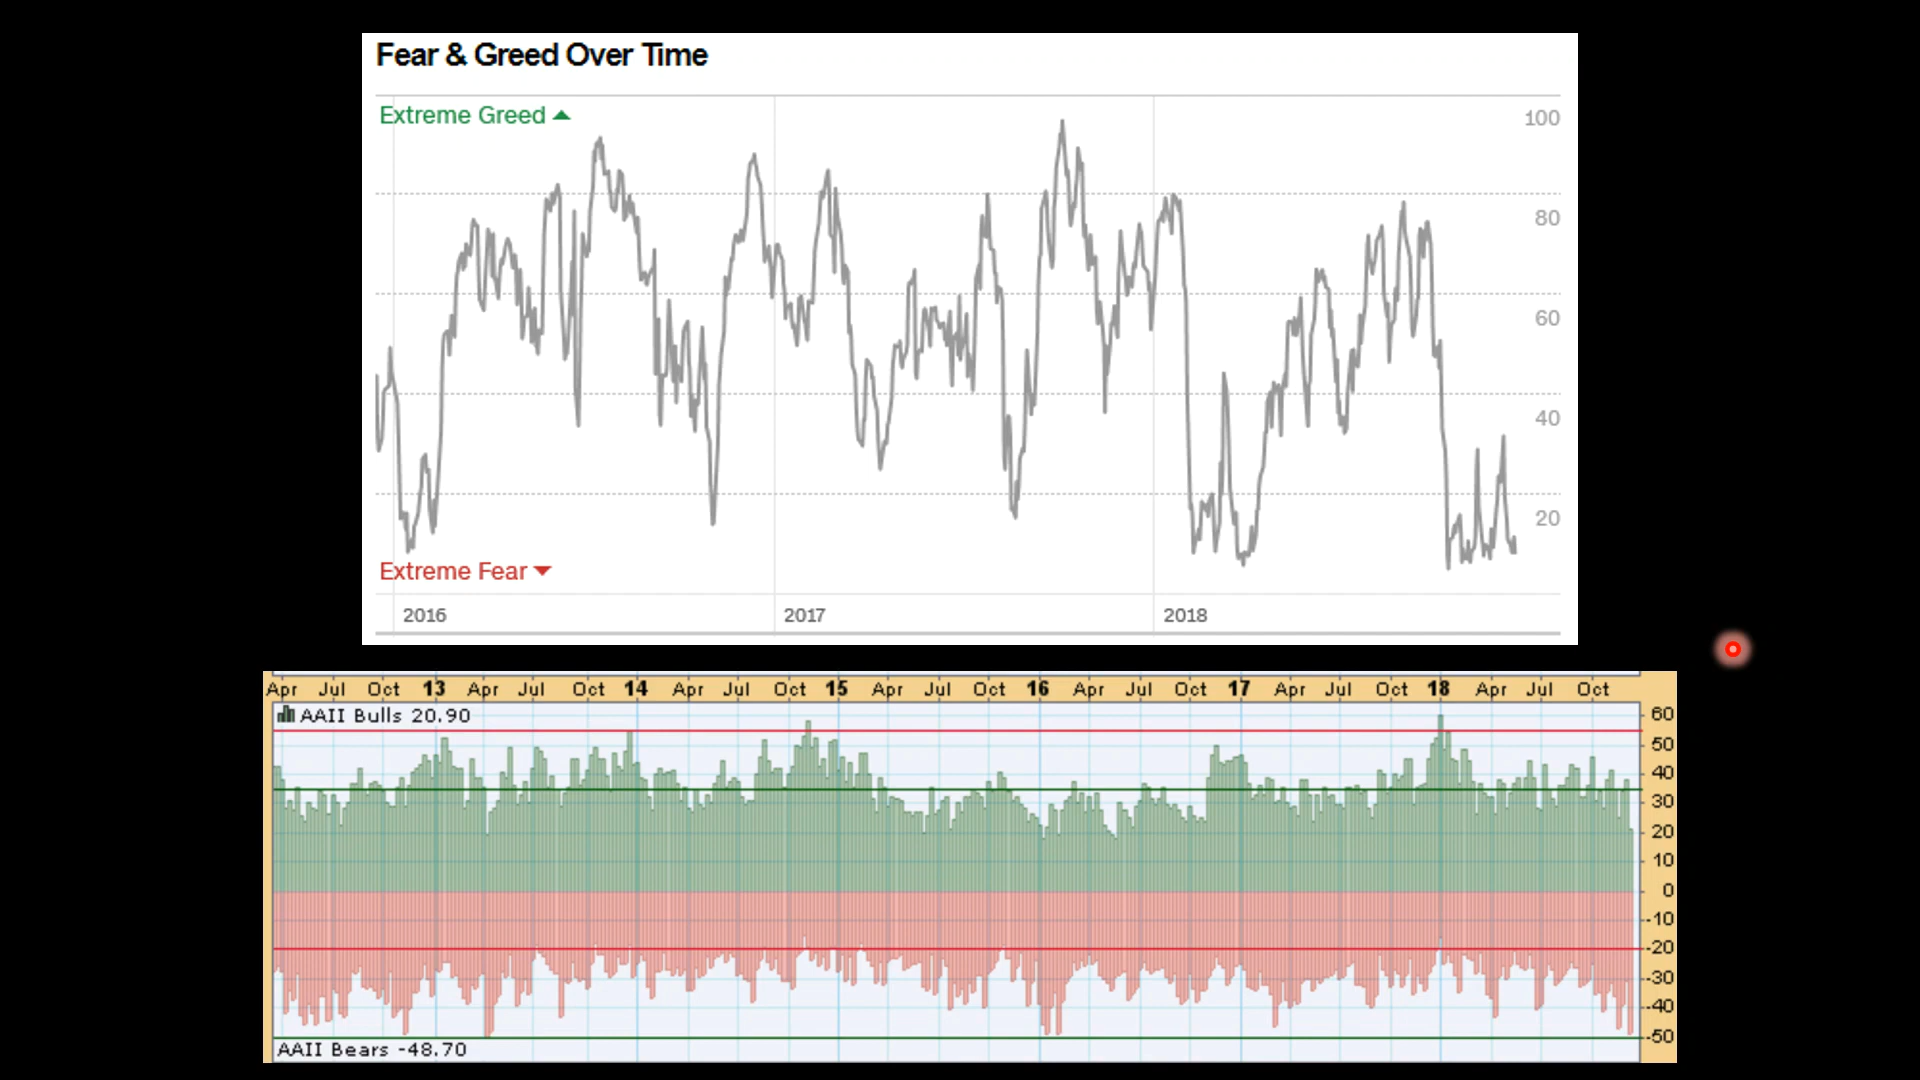 Fear & Greed Over Time
Extreme Greed
100
80
60
40
20
Extreme Fear
2016 2017 2018
Apr Jul Oct 13 Apr Jul Oct 14 Apr Jul Oct 15 Apr Jul Oct 16 Apr Jul Oct 17 Apr Jul Oct 18 Apr Jul Oct
AAII Bulls 20.90
60
50
40
30
20
10
0
-10
-20
-30
-40
-50
AAII Bears -48.70